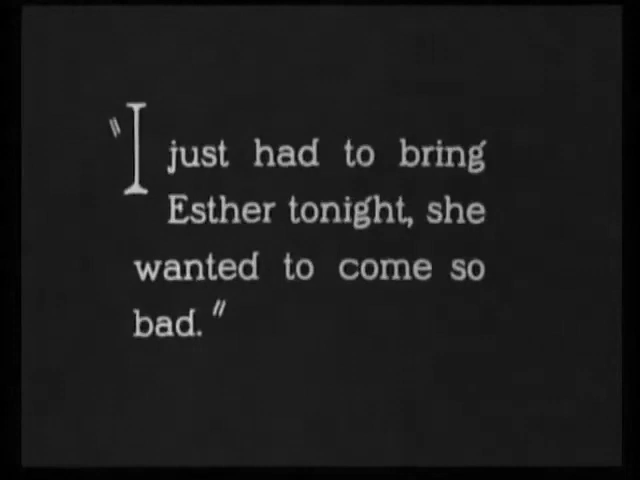 "I just had to bring
Esther tonight, she
wanted to come so
bad."